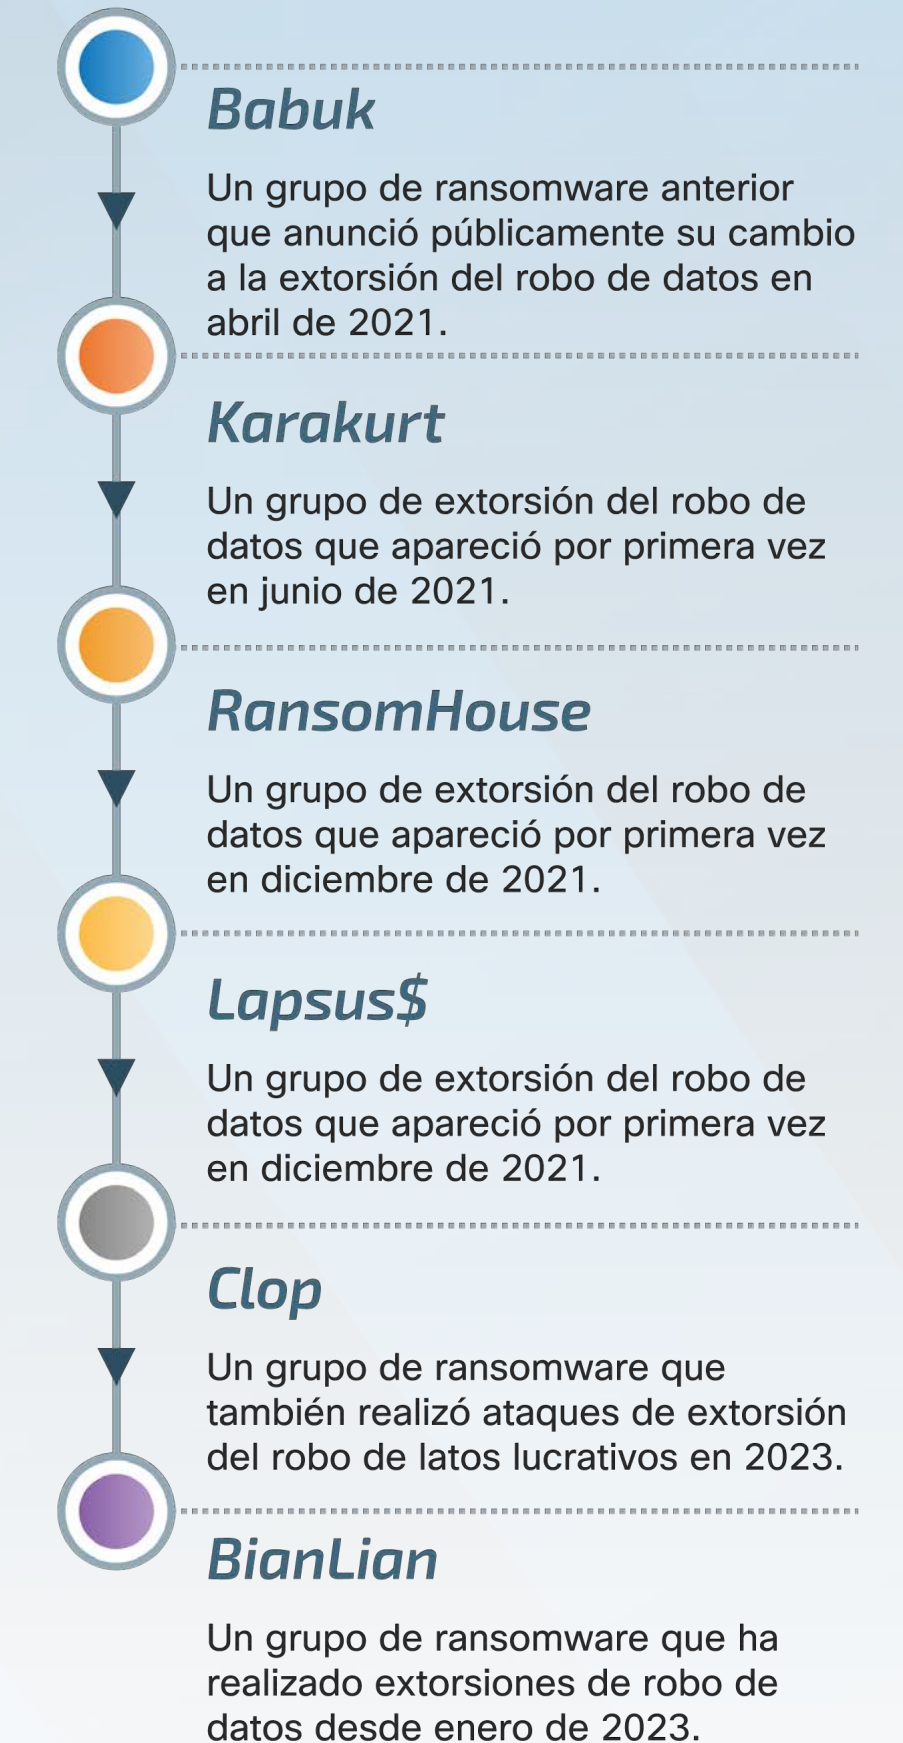 Babuk
Un grupo de ransomware anterior
que anunció públicamente su cambio
a la extorsión del robo de datos en
abril de 2021.
Karakurt
Un grupo de extorsión del robo de
datos que apareció por primera vez
en junio de 2021.
RansomHouse
Un grupo de extorsión del robo de
datos que apareció por primera vez
en diciembre de 2021.
Lapsus$
Un grupo de extorsión del robo de
datos que apareció por primera vez
en diciembre de 2021.
Clop
Un grupo de ransomware que
también realizó ataques de extorsión
del robo de latos lucrativos en 2023.
BianLian
Un grupo de ransomware que ha
realizado extorsiones de robo de
datos desde enero de 2023.